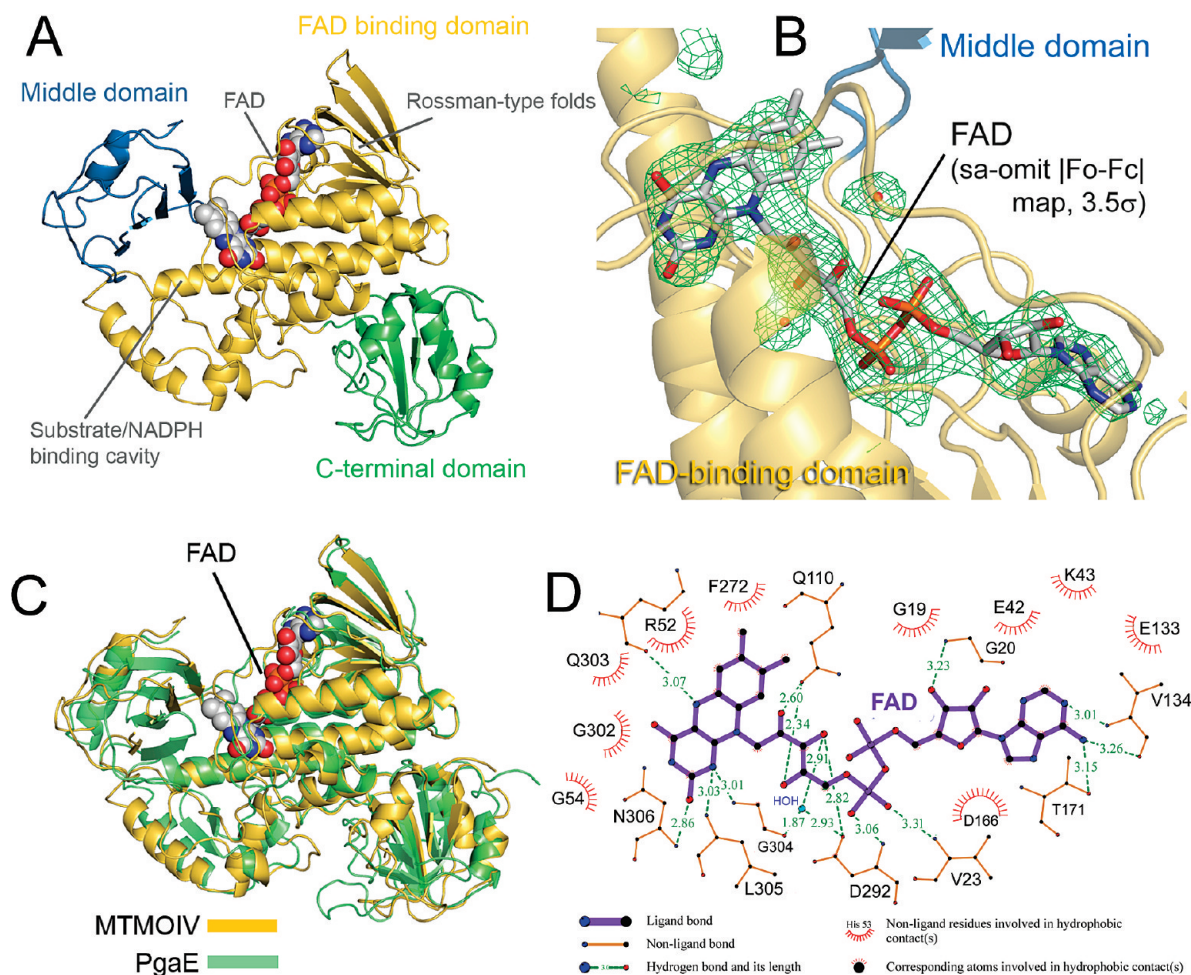 A
FAD binding domain
Middle domain
FAD
Rossman-type folds
Substrate/NADPH
binding cavity
C-terminal domain
B
Middle domain
FAD
(sa-omit |Fo-Fc|
map, 3.5σ)
FAD-binding domain
C
FAD
MTMOIV
PgaE
D
F272
Q110
K43
R52
G19
E42
G20
E133
Q303
3.07
3.23
FAD
V134
2.60
3.01
2.34
G302
3.26
2.91
3.15
G54
3.03
3.01
HOH
2.82
N306
2.86
1.87
2.93
3.06
3.31
D166
T171
G304
L305
D292
V23
Ligand bond
Non-ligand bond
3.0
Hydrogen bond and its length
His 53
Non-ligand residues involved in hydrophobic
contact(s)
Corresponding atoms involved in hydrophobic contact(s)